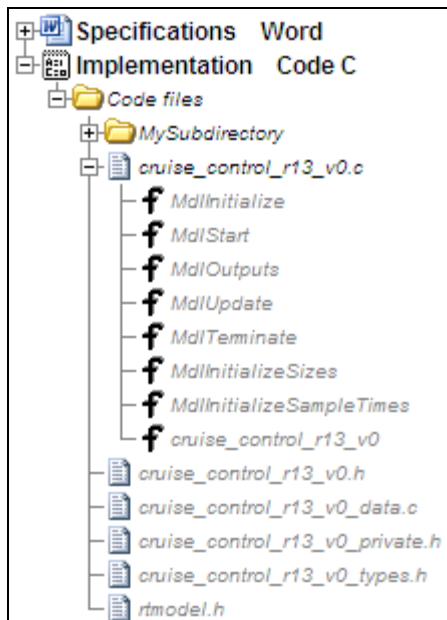 Specifications Word
Implementation Code C
Code files
MySubdirectory
cruise_control_r13_v0.c
MdlInitialize
MdlStart
MdlOutputs
MdlUpdate
MdlTerminate
MdlInitializeSizes
MdlInitializeSampleTimes
cruise_control_r13_v0
cruise_control_r13_v0.h
cruise_control_r13_v0_data.c
cruise_control_r13_v0_private.h
cruise_control_r13_v0_types.h
rtmodel.h